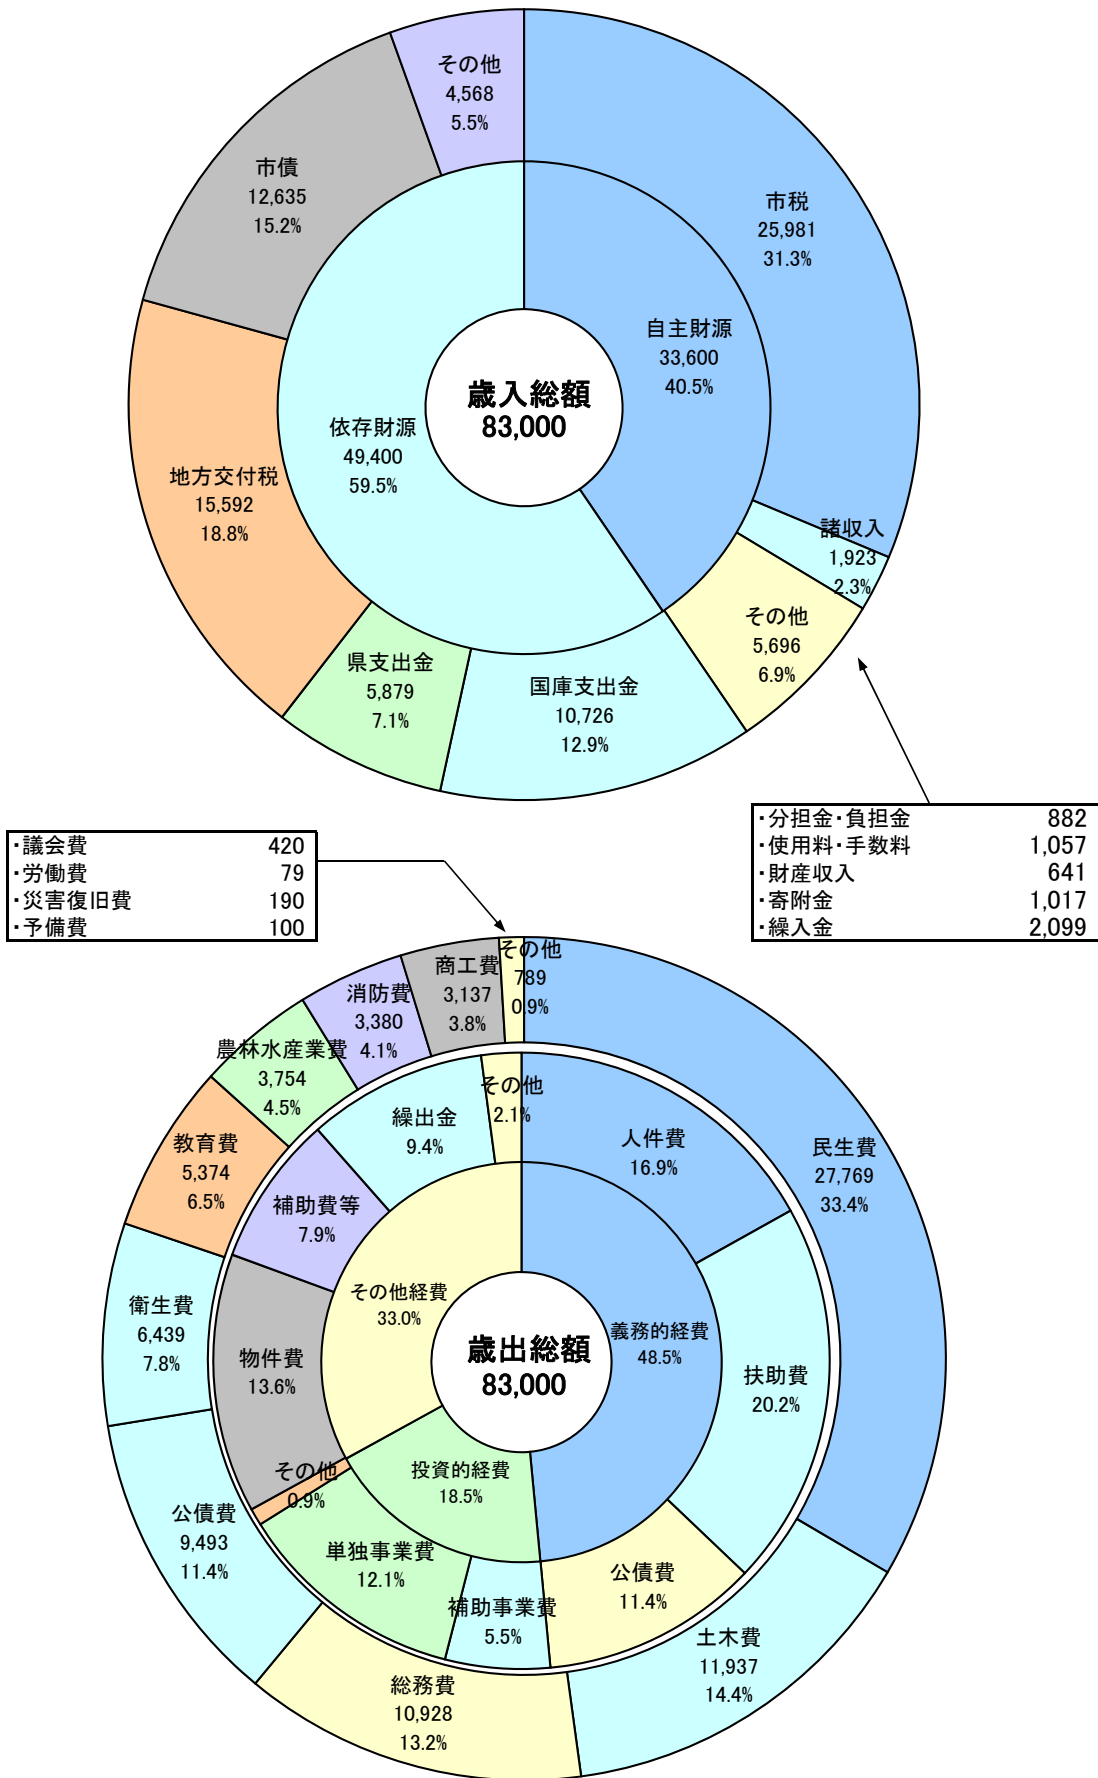 その他
4,568
5.5%
市債
12,635
15.2%
市税
25,981
31.3%
自主財源
33,600
40.5%
歳入総額
83,000
依存財源
49,400
59.5%
地方交付税
15,592
18.8%
諸収入
1,923
2.3%
その他
5,696
6.9%
県支出金
5,879
7.1%
国庫支出金
10,726
12.9%
・分担金・負担金 882
・使用料・手数料 1,057
・財産収入 641
・寄附金 1,017
・繰入金 2,099
・議会費 420
・労働費 79
・災害復旧費 190
・予備費 100
その他
789
0.9%
商工費
3,137
3.8%
消防費
3,380
4.1%
農林水産業費
3,754
4.5%
教育費
5,374
6.5%
衛生費
6,439
7.8%
公債費
9,493
11.4%
総務費
10,928
13.2%
土木費
11,937
14.4%
民生費
27,769
33.4%
その他
2.1%
繰出金
9.4%
補助費等
7.9%
物件費
13.6%
その他
0.9%
単独事業費
12.1%
補助事業費
5.5%
公債費
11.4%
扶助費
20.2%
人件費
16.9%
その他経費
33.0%
義務的経費
48.5%
投資的経費
18.5%
歳出総額
83,000